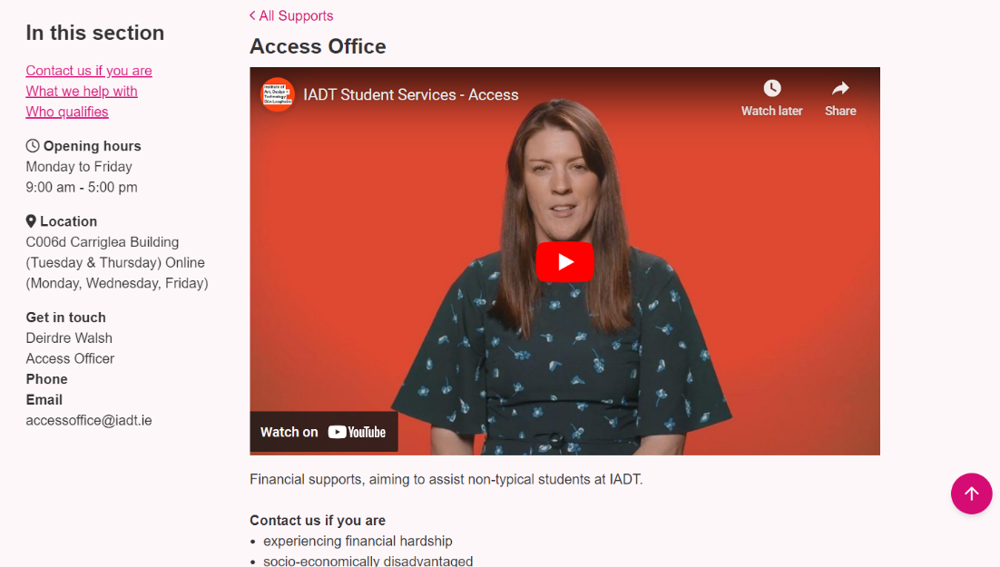 In this section
Contact us if you are
What we help with
Who qualifies
Opening hours
Monday to Friday
9:00 am - 5:00 pm
Location
C006d Carriglea Building
(Tuesday & Thursday) Online
(Monday, Wednesday, Friday)
Get in touch
Deirdre Walsh
Access Officer
Phone
Email
accessoffice@iadt.ie
All Supports
Access Office
Institute of
Art, Design +
Technology
Dún Laoghaire
IADT Student Services - Access
Watch later
Share
Watch on YouTube
Financial supports, aiming to assist non-typical students at IADT.
Contact us if you are
• experiencing financial hardship
• socio-economically disadvantaged